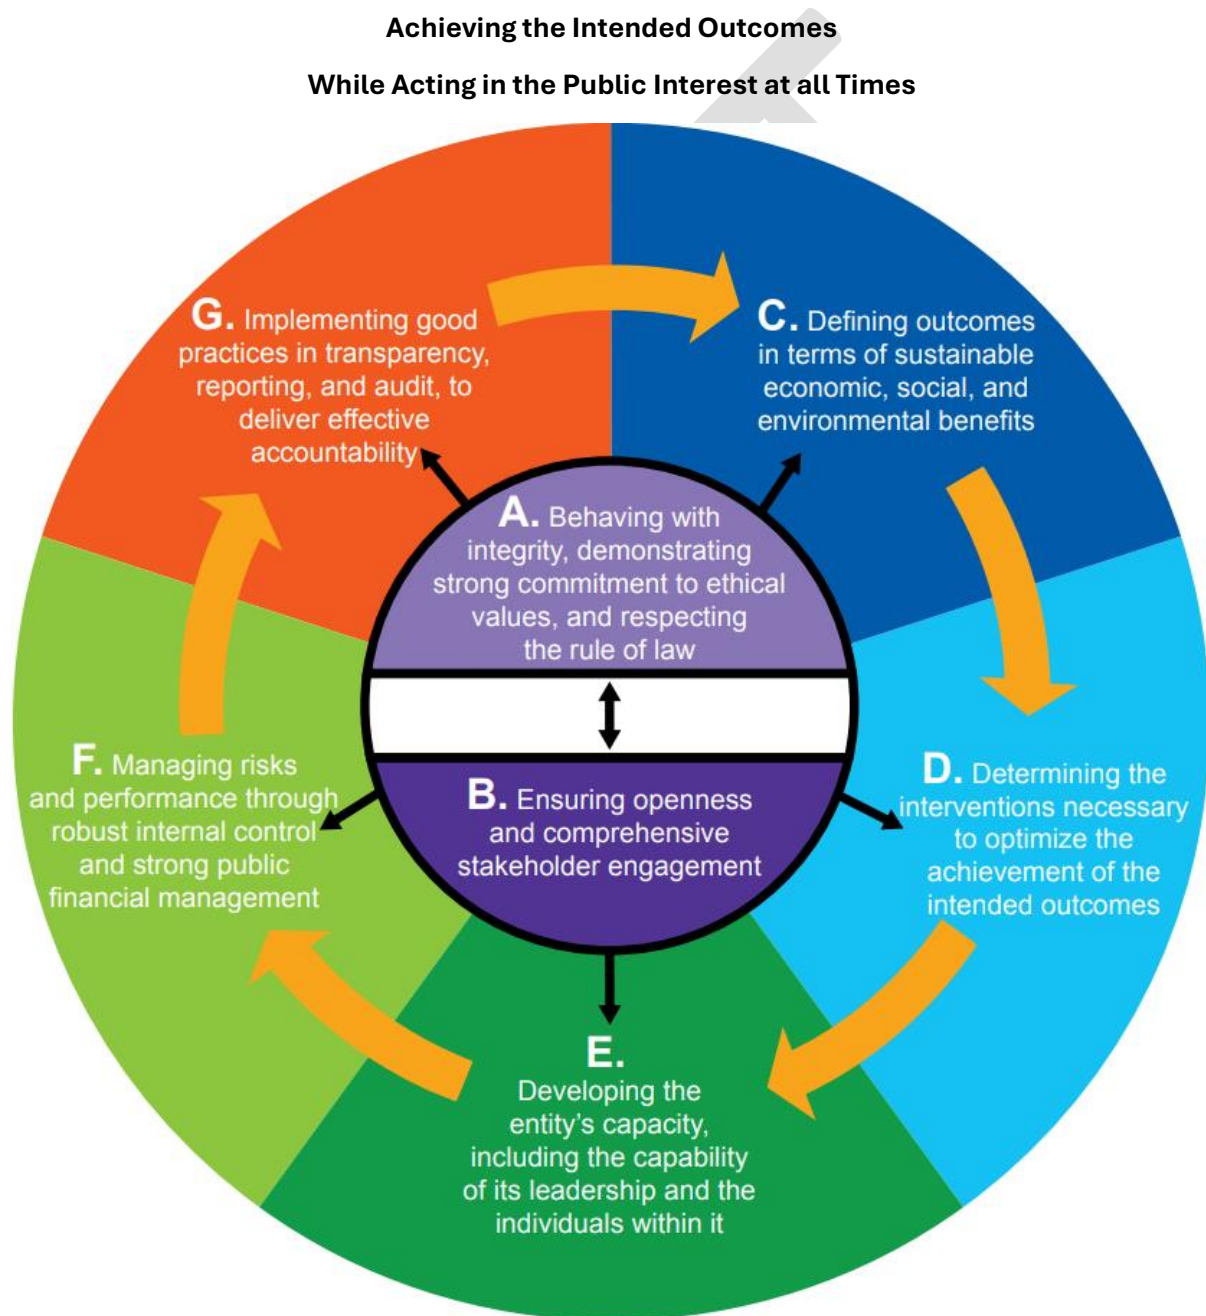 Achieving the Intended Outcomes
While Acting in the Public Interest at all Times
G. Implementing good
practices in transparency,
reporting, and audit, to
deliver effective
accountability
C. Defining outcomes
in terms of sustainable
economic, social, and
environmental benefits
A. Behaving with
integrity, demonstrating
strong commitment to ethical
values, and respecting
the rule of law
F. Managing risks
and performance through
robust internal control
and strong public
financial management
B. Ensuring openness
and comprehensive
stakeholder engagement
D. Determining the
interventions necessary
to optimize the
achievement of the
intended outcomes
E.
Developing the
entity's capacity,
including the capability
of its leadership and the
individuals within it